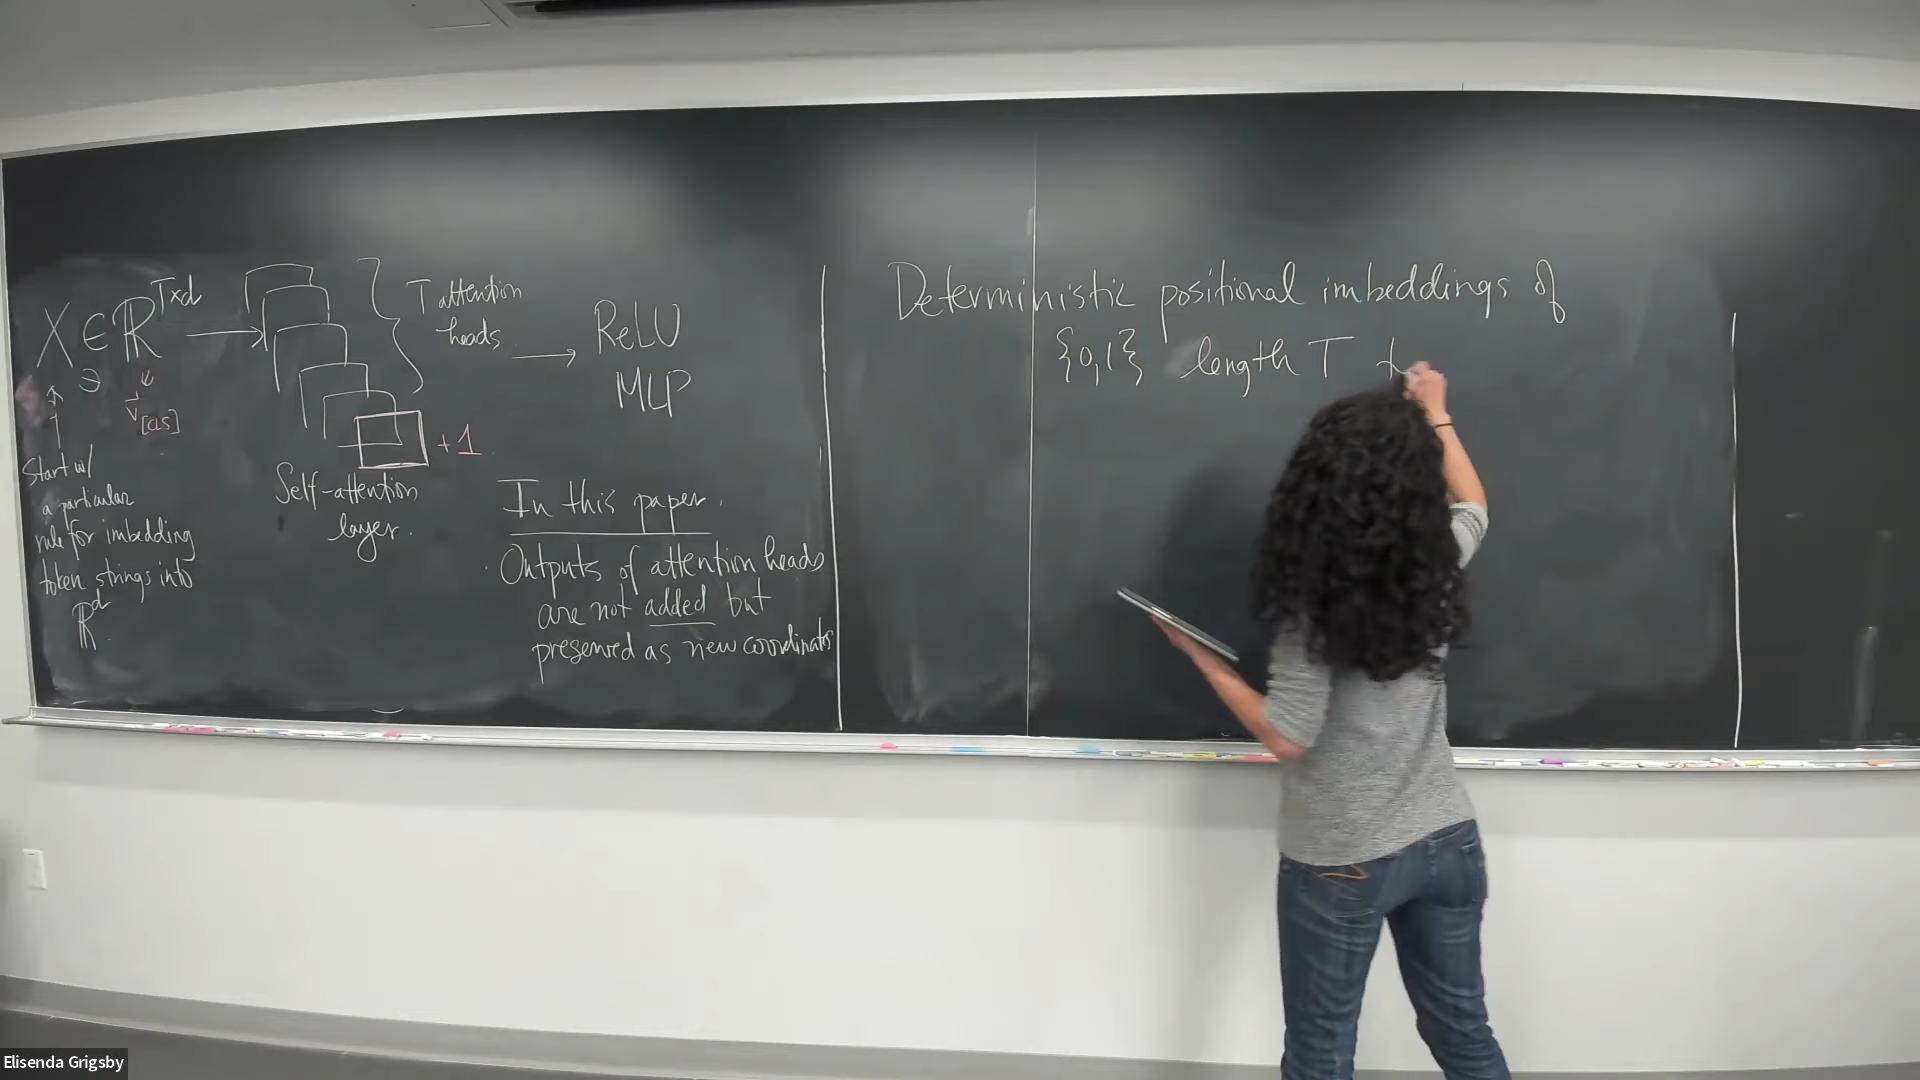 X ∈ ℝ^{T×d} →
T attention
heads →
ReLU
MLP
∋
v⃗ [CLS]
+1
Start w/
a particular
rule for imbedding
token strings into
ℝ^d
Self-attention
layer.
In this paper.
Outputs of attention heads
are not added but
preserved as new coordinates
Deterministic positional imbeddings of
{0,1} length T
Elisenda Grigsby